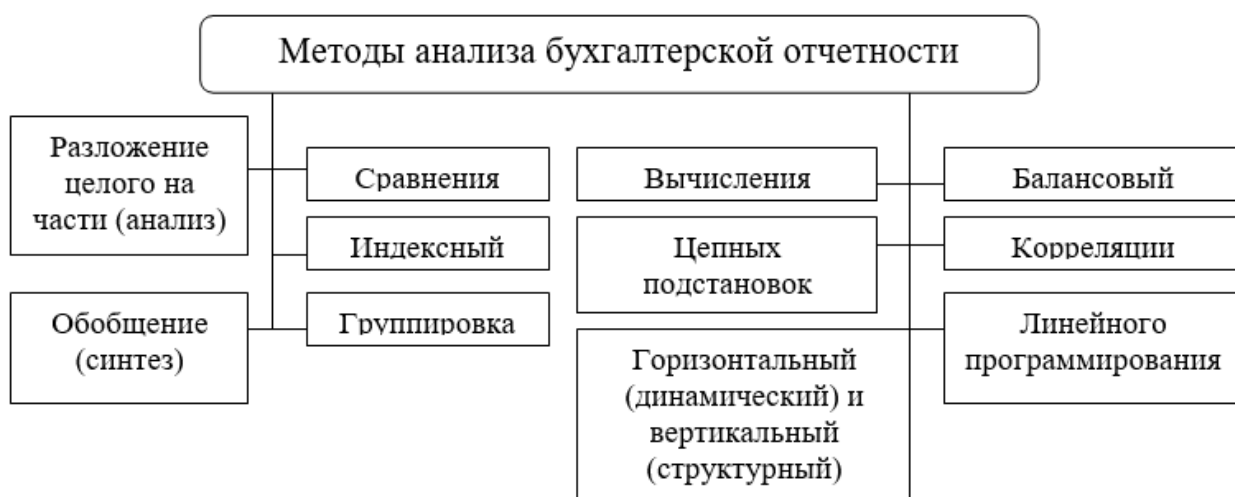 Методы анализа бухгалтерской отчетности
Разложение
целого на
части (анализ)
Сравнения
Вычисления
Балансовый
Индексный
Цепных
подстановок
Корреляции
Обобщение
(синтез)
Группировка
Горизонтальный
(динамический) и
вертикальный
(структурный)
Линейного
программирования